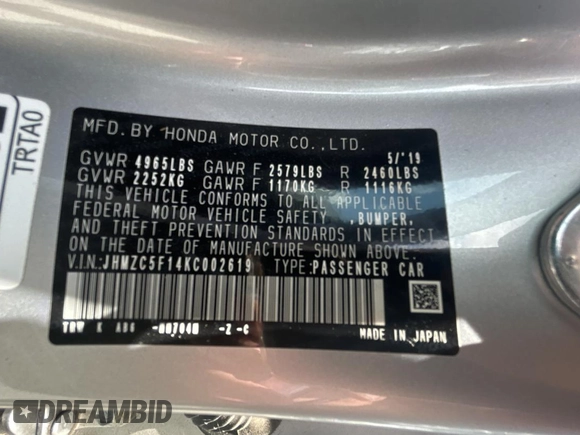 MFD.BY HONDA MOTOR CO.,LTD.
5/'19
GVWR 4965LBS GAWR F 2579LBS R 2460LBS
GVWR 2252KG GAWR F 1170KG R 1116KG
THIS VEHICLE CONFORMS TO ALL APPLICABLE
FEDERAL MOTOR VEHICLE SAFETY ,BUMPER,
AND THEFT PREVENTION STANDARDS IN EFFECT
ON THE DATE OF MANUFACTURE SHOWN ABOVE.
VIN:JHMZC5F14KC002619 TYPE:PASSENGER CAR
MADE IN JAPAN
TRTA0
DREAMBID